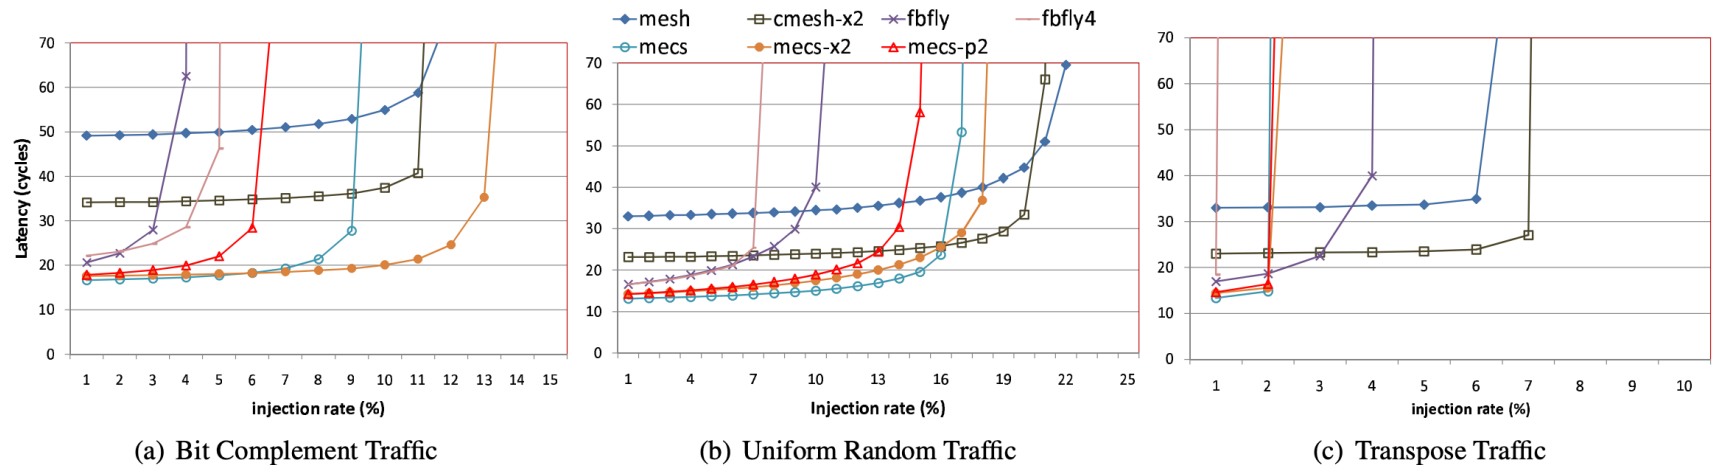 mesh cmesh-x2 fbfly fbfly4
mecs mecs-x2 mecs-p2
Latency (cycles)
70
60
50
40
30
20
10
0
1 2 3 4 5 6 7 8 9 10 11 12 13 14 15
injection rate (%)
(a) Bit Complement Traffic
70
60
50
40
30
20
10
0
1 4 7 10 13 16 19 22 25
Injection rate (%)
(b) Uniform Random Traffic
70
60
50
40
30
20
10
0
1 2 3 4 5 6 7 8 9 10
injection rate (%)
(c) Transpose Traffic